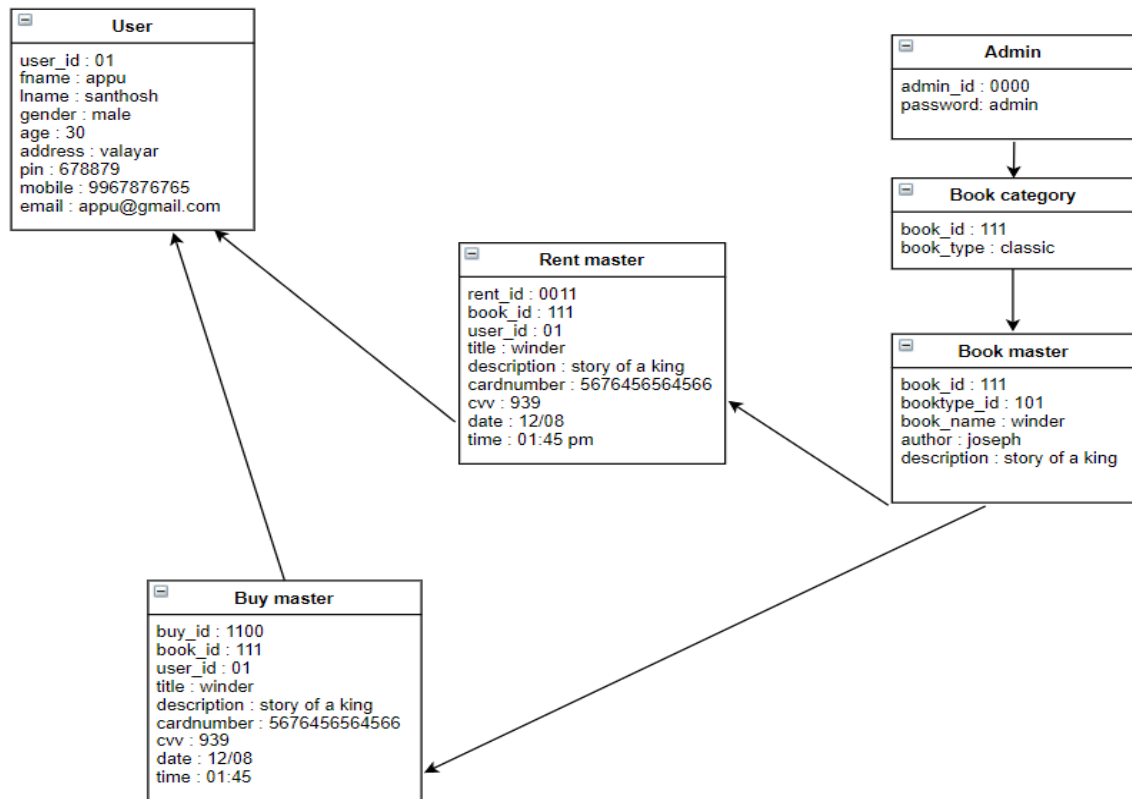 User
user_id : 01
fname : appu
lname : santhosh
gender : male
age : 30
address : valayar
pin : 678879
mobile : 9967876765
email : appu@gmail.com
Admin
admin_id : 0000
password: admin
Book category
book_id : 111
book_type : classic
Rent master
rent_id : 0011
book_id : 111
user_id : 01
title : winder
description : story of a king
cardnumber : 5676456564566
cvv : 939
date : 12/08
time : 01:45 pm
Book master
book_id : 111
booktype_id : 101
book_name : winder
author : joseph
description : story of a king
Buy master
buy_id : 1100
book_id : 111
user_id : 01
title : winder
description : story of a king
cardnumber : 5676456564566
cvv : 939
date : 12/08
time : 01:45